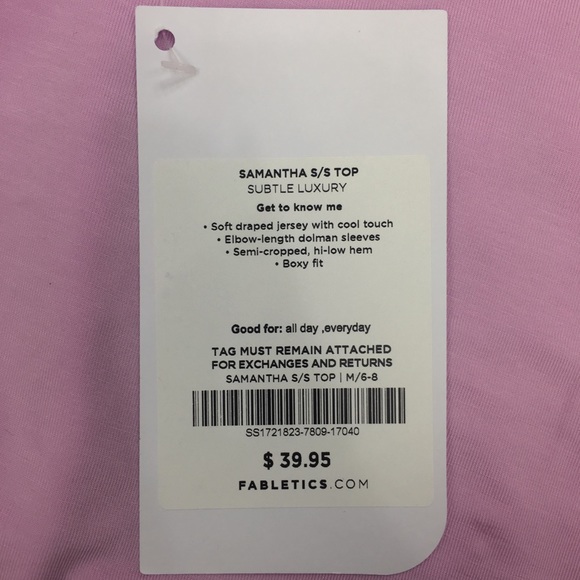 SAMANTHA S/S TOP
SUBTLE LUXURY
Get to know me
• Soft draped jersey with cool touch
• Elbow-length dolman sleeves
• Semi-cropped, hi-low hem
• Boxy fit
Good for: all day ,everyday
TAG MUST REMAIN ATTACHED
FOR EXCHANGES AND RETURNS
SAMANTHA S/S TOP | M/6-8
SS1721823-7809-17040
$ 39.95
FABLETICS.COM